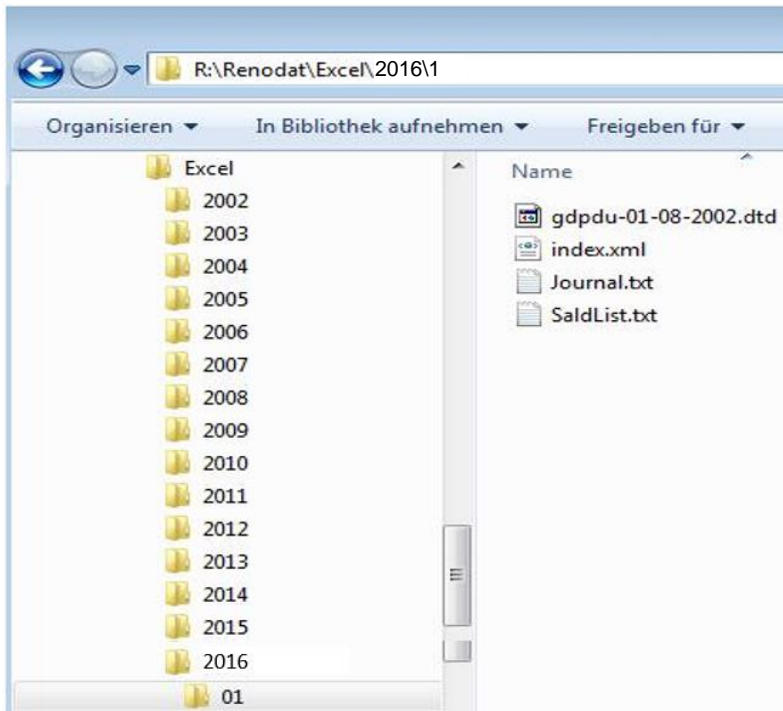 R:\Renodat\Excel\2016\1
Organisieren In Bibliothek aufnehmen Freigeben für
Excel
2002
2003
2004
2005
2006
2007
2008
2009
2010
2011
2012
2013
2014
2015
2016
01
Name
gdpdu-01-08-2002.dtd
index.xml
Journal.txt
SaldList.txt